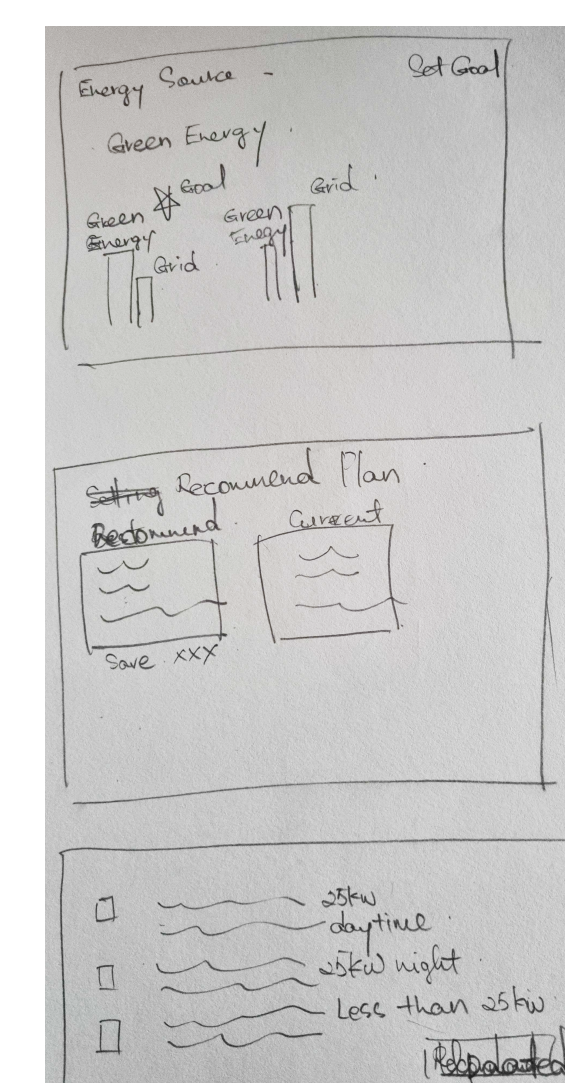 Energy Source -
Set Goal
Green Energy
Goal
Green
Energy
Grid
Green
Enegy
Grid
Setting Recommend Plan
Recommend
Current
Save xxx
25kw
daytime
25kw night
Less than 25kw